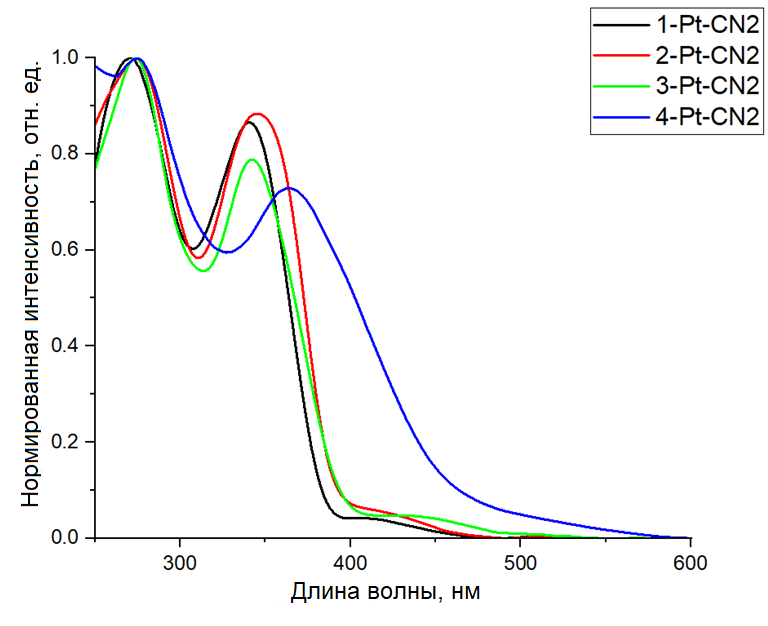 1-Pt-CN2
2-Pt-CN2
3-Pt-CN2
4-Pt-CN2
Нормированная интенсивность, отн. ед.
1.0
0.8
0.6
0.4
0.2
0.0
300 400 500 600
Длина волны, нм